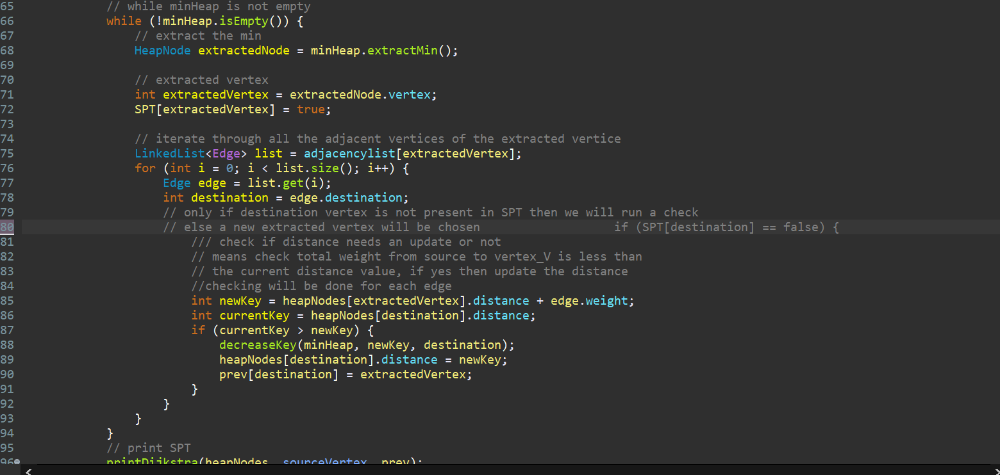 65 // while minHeap is not empty
66 while (!minHeap.isEmpty()) {
67 // extract the min
68 HeapNode extractedNode = minHeap.extractMin();
69
70 // extracted vertex
71 int extractedVertex = extractedNode.vertex;
72 SPT[extractedVertex] = true;
73
74 // iterate through all the adjacent vertices of the extracted vertice
75 LinkedList<Edge> list = adjacencylist[extractedVertex];
76 for (int i = 0; i < list.size(); i++) {
77 Edge edge = list.get(i);
78 int destination = edge.destination;
79 // only if destination vertex is not present in SPT then we will run a check
80 // else a new extracted vertex will be chosen if (SPT[destination] == false) {
81 /// check if distance needs an update or not
82 // means check total weight from source to vertex_V is less than
83 // the current distance value, if yes then update the distance
84 //checking will be done for each edge
85 int newKey = heapNodes[extractedVertex].distance + edge.weight;
86 int currentKey = heapNodes[destination].distance;
87 if (currentKey > newKey) {
88 decreaseKey(minHeap, newKey, destination);
89 heapNodes[destination].distance = newKey;
90 prev[destination] = extractedVertex;
91 }
92 }
93 }
94 }
95 // print SPT
96 printDijkstra(heapNodes, sourceVertex, prev);